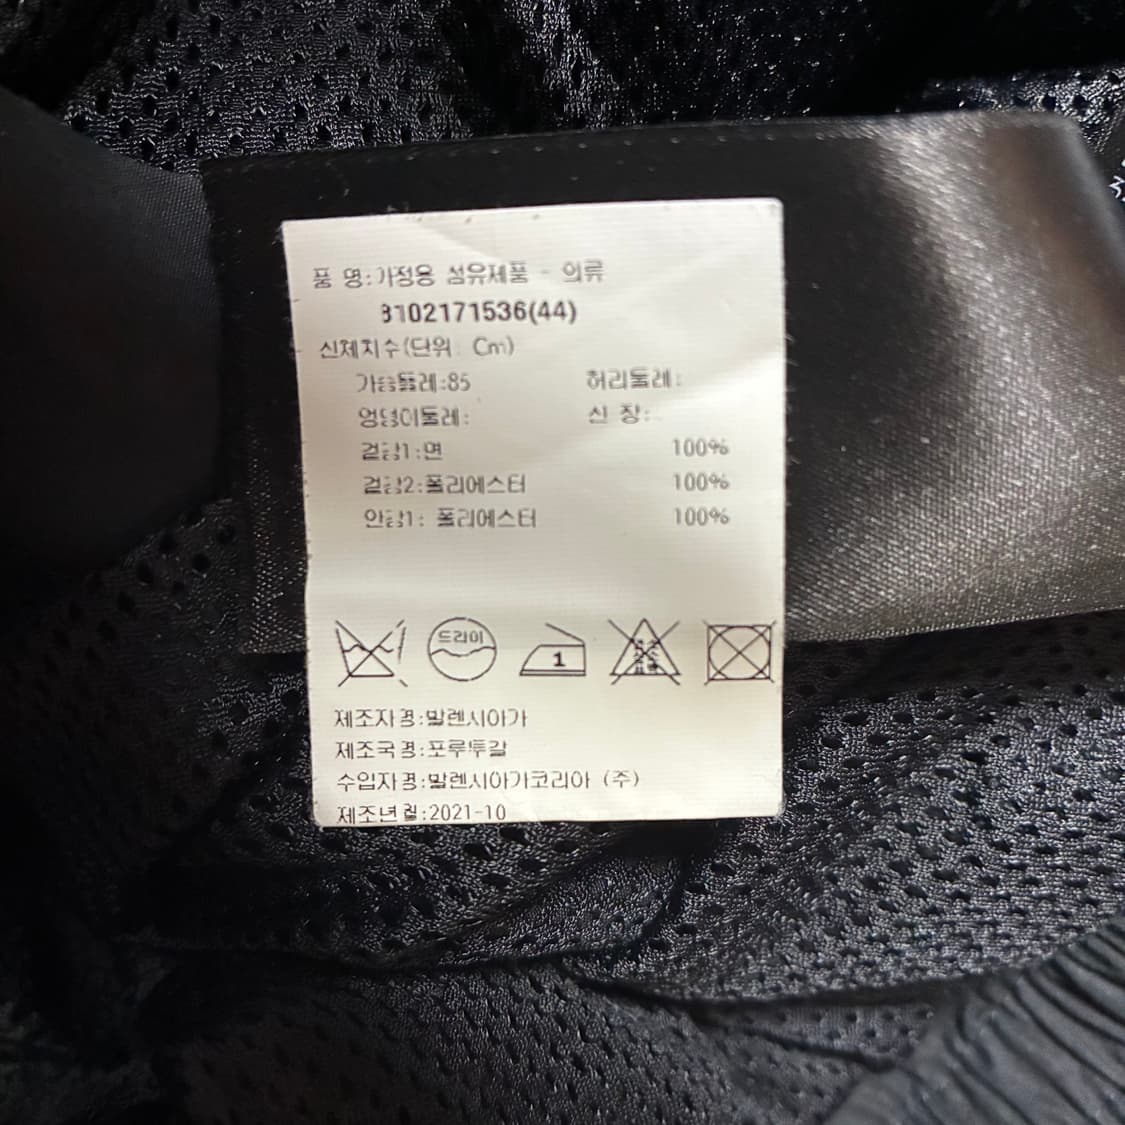 품 명:가정용 섬유제품 - 의류
8102171536(44)
신체치수(단위 Cm)
가슴둘레:85 허리둘레:
엉덩이둘레: 신 장:
겉감1:면 100%
겉감2:폴리에스터 100%
안감1: 폴리에스터 100%
드라이
1
제조자명:발렌시아가
제조국명:포루투갈
수입자명:발렌시아가코리아 (주)
제조년월:2021-10